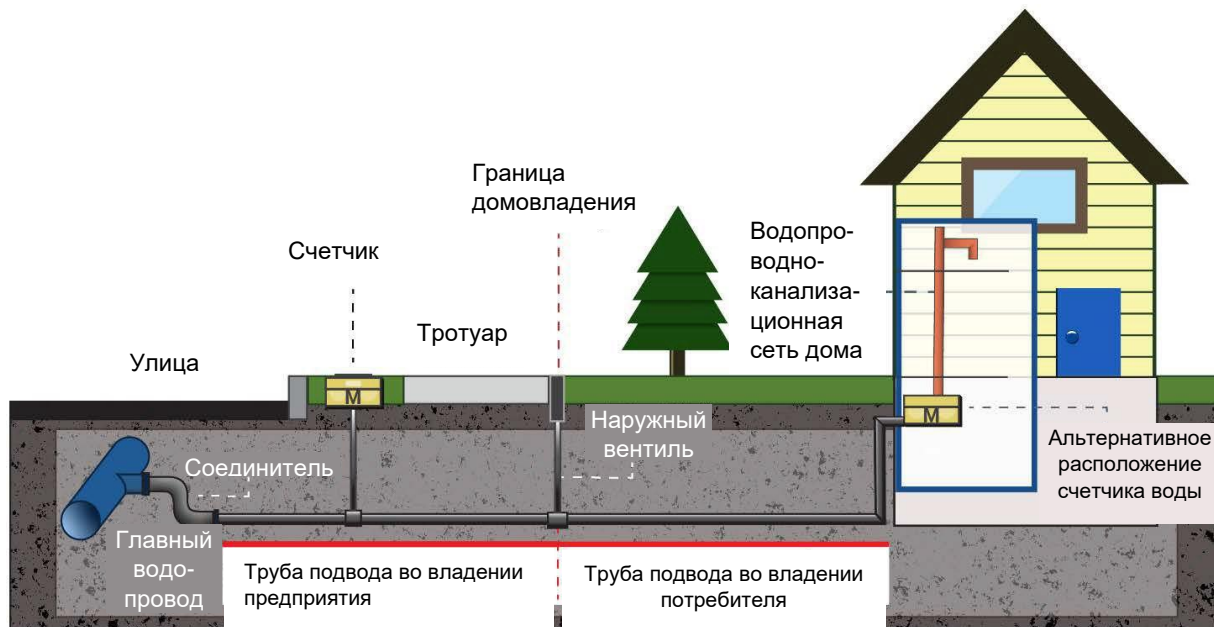 Граница
домовладения
Счетчик
Водопро-
водно-
канализа-
ционная
сеть дома
Тротуар
Улица
М
М
Наружный
вентиль
Соединитель
Альтернативное
расположение
счетчика воды
Главный
водо-
провод
Труба подвода во владении
предприятия
Труба подвода во владении
потребителя